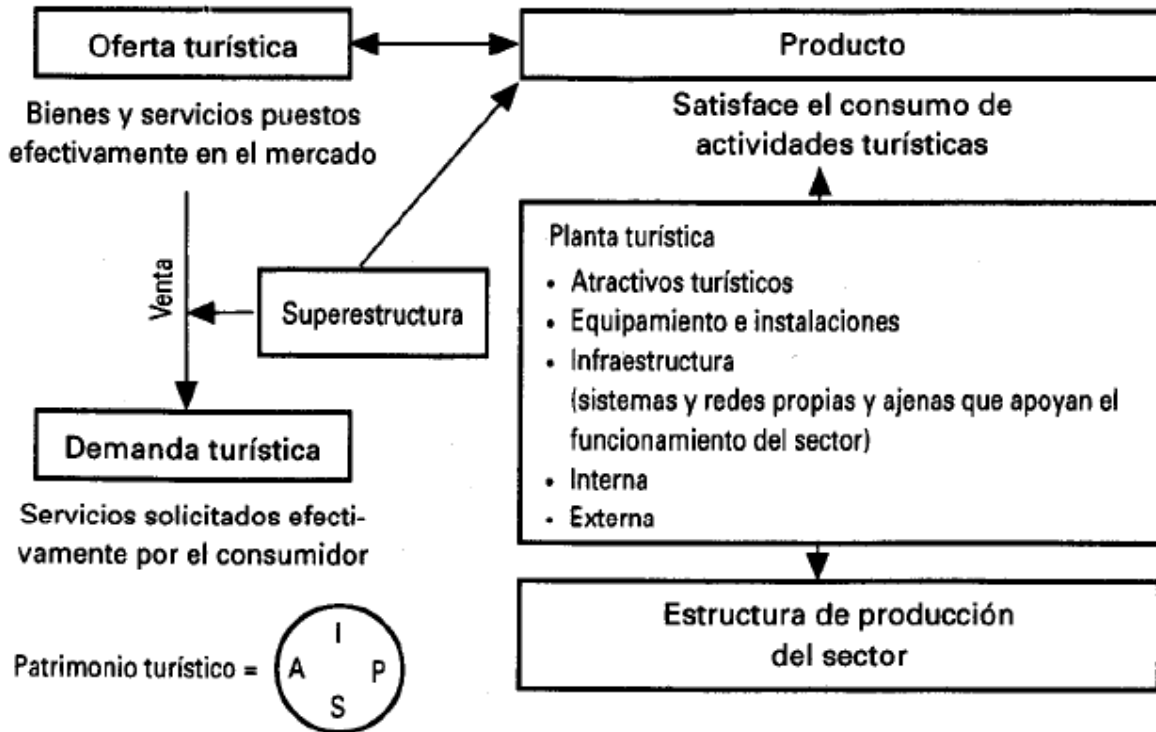 Oferta turística
Bienes y servicios puestos
efectivamente en el mercado
Venta
Superestructura
Demanda turística
Servicios solicitados efecti-
vamente por el consumidor
Patrimonio turístico =
I
A P
S
Producto
Satisface el consumo de
actividades turísticas
Planta turística
• Atractivos turísticos
• Equipamiento e instalaciones
• Infraestructura
(sistemas y redes propias y ajenas que apoyan el
funcionamiento del sector)
• Interna
• Externa
Estructura de producción
del sector